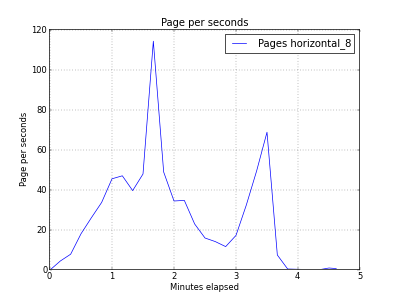 Page per seconds
Pages horizontal_8
Page per seconds
120
100
80
60
40
20
0
0 1 2 3 4 5
Minutes elapsed